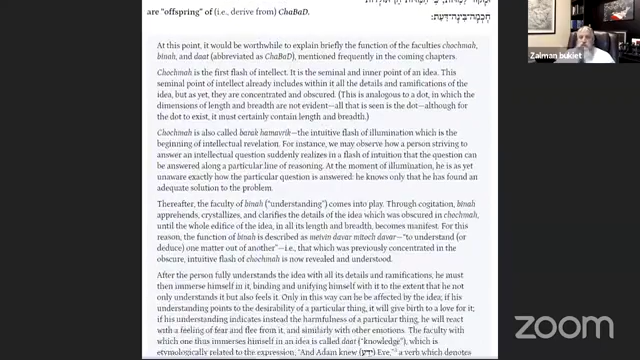 are “offspring” of (i.e., derive from) ChaBaD.
חָכְמָה־בִּינָה־דַּעַת:
At this point, it would be worthwhile to explain briefly the function of the faculties chochmah,
binah, and daat (abbreviated as ChaBaD), mentioned frequently in the coming chapters.
Chochmah is the first flash of intellect. It is the seminal and inner point of an idea. This
seminal point of intellect already includes within it all the details and ramifications of the
idea, but as yet, they are concentrated and obscured. (This is analogous to a dot, in which the
dimensions of length and breadth are not evident—all that is seen is the dot—although for
the dot to exist, it must certainly contain length and breadth.)
Chochmah is also called barak hamavrik—the intuitive flash of illumination which is the
beginning of intellectual revelation. For instance, we may observe how a person striving to
answer an intellectual question suddenly realizes in a flash of intuition that the question
can be answered along a particular line of reasoning. At the moment of illumination, he is as yet
unaware exactly how the particular question is answered: he knows only that he has found an
adequate solution to the problem.
Thereafter, the faculty of binah (“understanding”) comes into play. Through cogitation, binah
apprehends, crystallizes, and clarifies the details of the idea which was obscured in chochmah,
until the whole edifice of the idea, in all its length and breadth, becomes manifest. For
this reason, the function of binah is described as meivin davar mitoch davar—“to understand (or
deduce) one matter out of another”—i.e., that which was previously concentrated in the
obscure, intuitive flash of chochmah is now revealed and understood.
After the person fully understands the idea with all its details and ramifications, he must
then immerse himself in it, binding and unifying himself with it to the extent that he not
only understands it but also feels it. Only in this way can he be affected by the idea; if his
understanding points to the desirability of a particular thing, it will give birth to a love for it;
if his understanding indicates instead the harmfulness of a particular thing, he will react
with a feeling of fear and flee from it, and similarly with other emotions. The faculty with
which one thus immerses himself in an idea is called daat (“knowledge”), which is
etymologically related to the expression, “And Adam knew (יָדַע) Eve,” a verb which denotes
Zalman bukiet
zoom